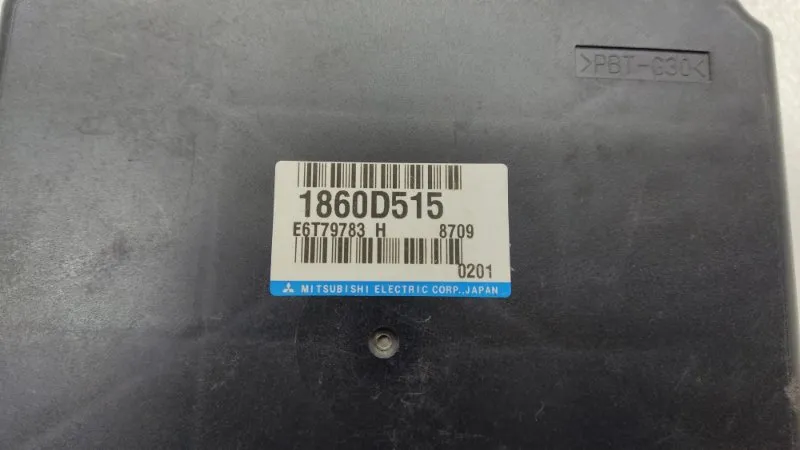 >PBT-G30<
1860D515
E6T79783 H 8709
0201
MITSUBISHI ELECTRIC CORP.,JAPAN